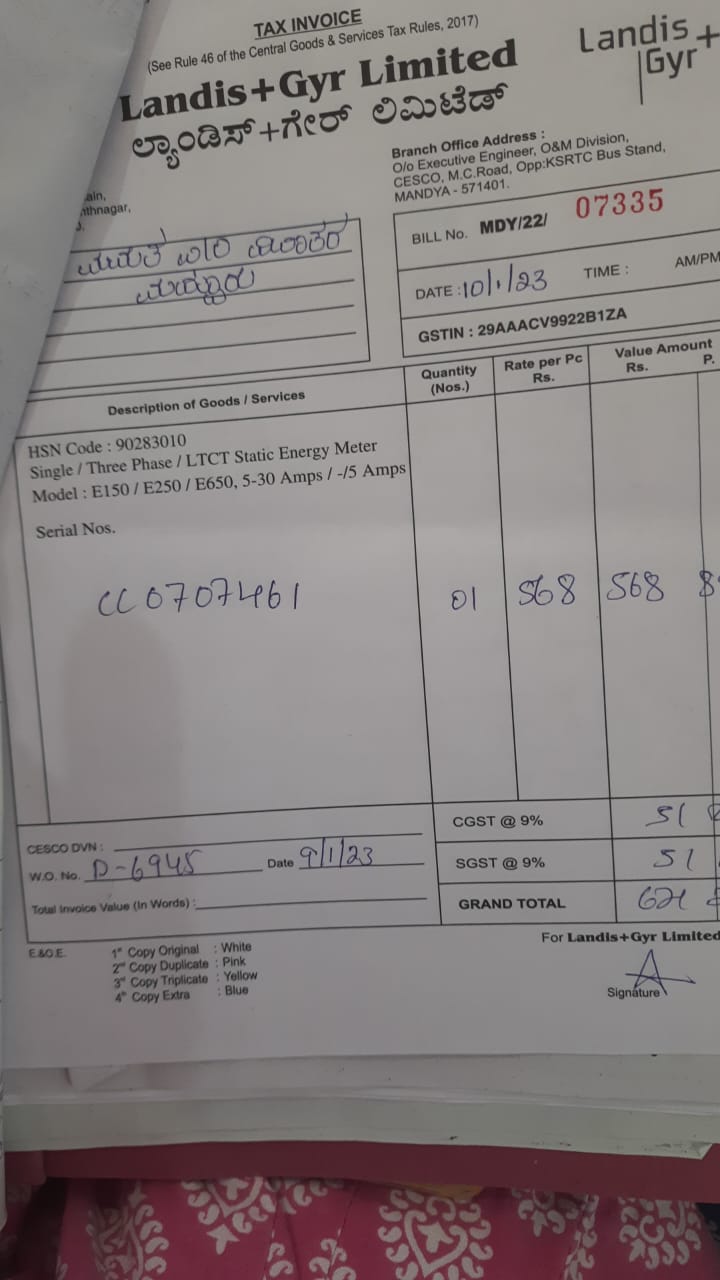 TAX INVOICE
(See Rule 46 of the Central Goods & Services Tax Rules, 2017)
Landis+Gyr Limited
ಲ್ಯಾಂಡಿಸ್+ಗೇರ್ ಲಿಮಿಟೆಡ್
Landis+
Gyr
ain,
nthnagar,
Branch Office Address :
O/o Executive Engineer, O&M Division,
CESCO, M.C.Road, Opp:KSRTC Bus Stand,
MANDYA - 571401.
BILL No. MDY/22/ 07335
DATE : 10/1/23 TIME : AM/PM
GSTIN : 29AAACV9922B1ZA
Description of Goods / Services Quantity (Nos.) Rate per Pc Rs. Value Amount Rs. P.
HSN Code : 90283010
Single / Three Phase / LTCT Static Energy Meter
Model : E150 / E250 / E650, 5-30 Amps / -/5 Amps
Serial Nos.
CC0707461 01 568 568
CGST @ 9% 51
CESCO DVN :
W.O. No. D-6945 Date 9/1/23
SGST @ 9% 51
Total Invoice Value (In Words) :
GRAND TOTAL
E.&O.E.
1st Copy Original : White
2nd Copy Duplicate : Pink
3rd Copy Triplicate : Yellow
4th Copy Extra : Blue
For Landis+Gyr Limited
Signature